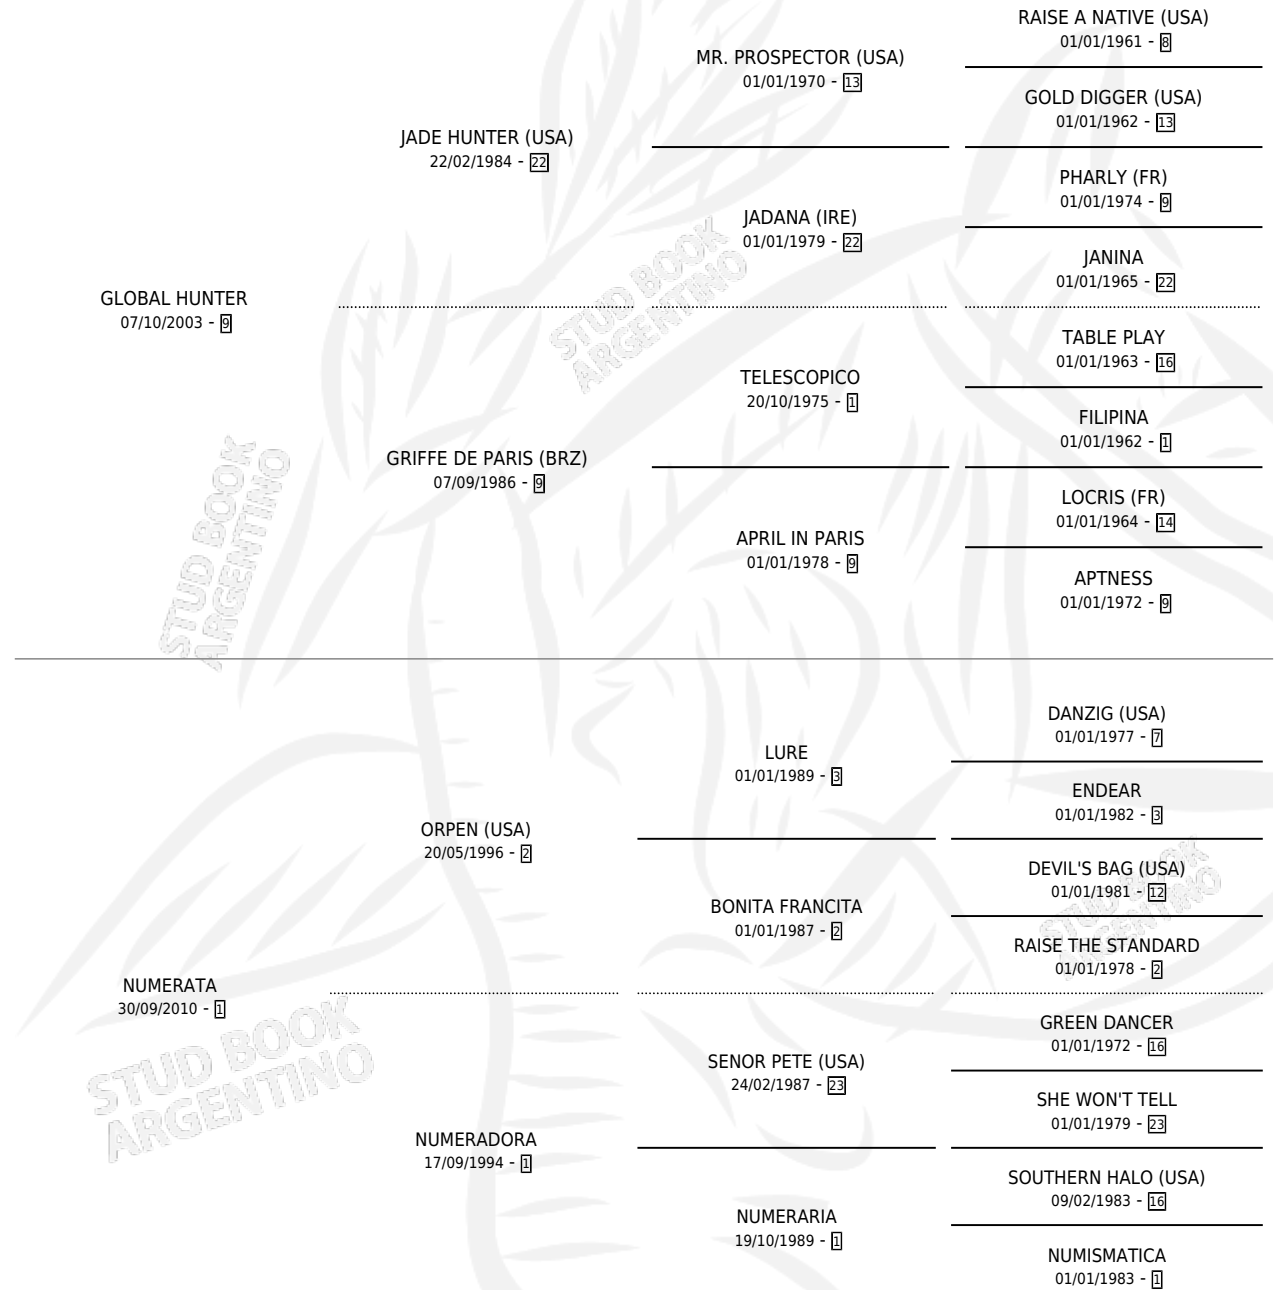 RAISE A NATIVE (USA)
01/01/1961 - 8
MR. PROSPECTOR (USA)
01/01/1970 - 13
GOLD DIGGER (USA)
01/01/1962 - 13
JADE HUNTER (USA)
22/02/1984 - 22
PHARLY (FR)
01/01/1974 - 9
JADANA (IRE)
01/01/1979 - 22
JANINA
01/01/1965 - 22
GLOBAL HUNTER
07/10/2003 - 9
TABLE PLAY
01/01/1963 - 16
TELESCOPICO
20/10/1975 - 1
FILIPINA
01/01/1962 - 1
GRIFFE DE PARIS (BRZ)
07/09/1986 - 9
LOCRIS (FR)
01/01/1964 - 14
APRIL IN PARIS
01/01/1978 - 9
APTNESS
01/01/1972 - 9
DANZIG (USA)
01/01/1977 - 7
LURE
01/01/1989 - 3
ENDEAR
01/01/1982 - 3
ORPEN (USA)
20/05/1996 - 2
DEVIL'S BAG (USA)
01/01/1981 - 12
BONITA FRANCITA
01/01/1987 - 2
RAISE THE STANDARD
01/01/1978 - 2
NUMERATA
30/09/2010 - 1
GREEN DANCER
01/01/1972 - 16
SENOR PETE (USA)
24/02/1987 - 23
SHE WON'T TELL
01/01/1979 - 23
NUMERADORA
17/09/1994 - 1
SOUTHERN HALO (USA)
09/02/1983 - 16
NUMERARIA
19/10/1989 - 1
NUMISMATICA
01/01/1983 - 1
STUD BOOK
ARGENTINO
STUD BOOK
ARGENTINO
STUD BOOK
ARGENTINO
STUD BOOK
ARGENTINO